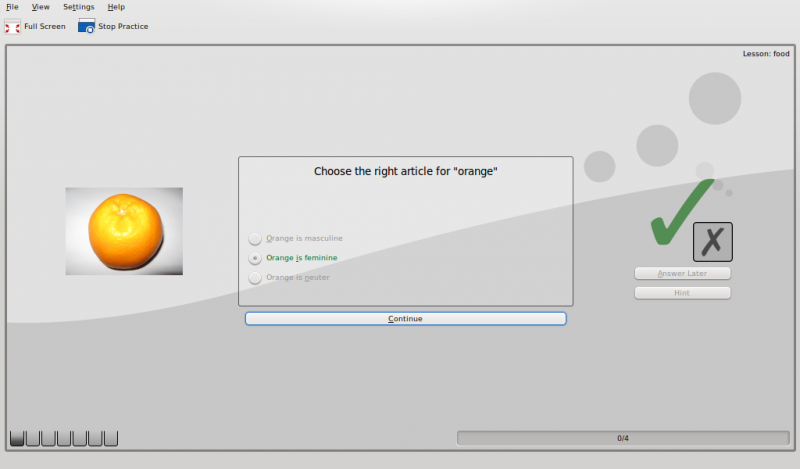 File View Settings Help
Full Screen Stop Practice
Lesson: food
Choose the right article for "orange"
Orange is masculine
Orange is feminine
Orange is neuter
Continue
Answer Later
Hint
0/4